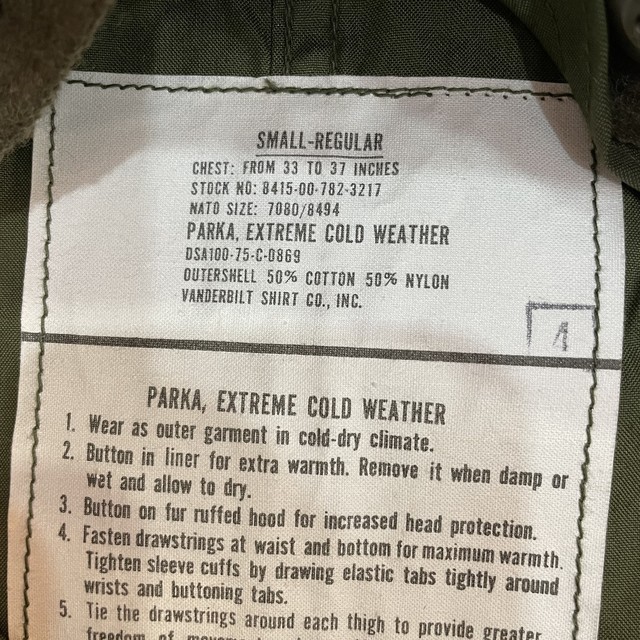 SMALL-REGULAR
CHEST: FROM 33 TO 37 INCHES
STOCK NO: 8415-00-782-3217
NATO SIZE: 7080/8494
PARKA, EXTREME COLD WEATHER
DSA100-75-C-0869
OUTERSHELL 50% COTTON 50% NYLON
VANDERBILT SHIRT CO., INC.
4
PARKA, EXTREME COLD WEATHER
1. Wear as outer garment in cold-dry climate.
2. Button in liner for extra warmth. Remove it when damp or
wet and allow to dry.
3. Button on fur ruffed hood for increased head protection.
4. Fasten drawstrings at waist and bottom for maximum warmth.
Tighten sleeve cuffs by drawing elastic tabs tightly around
wrists and buttoning tabs.
5. Tie the drawstrings around each thigh to provide greater
freedom of